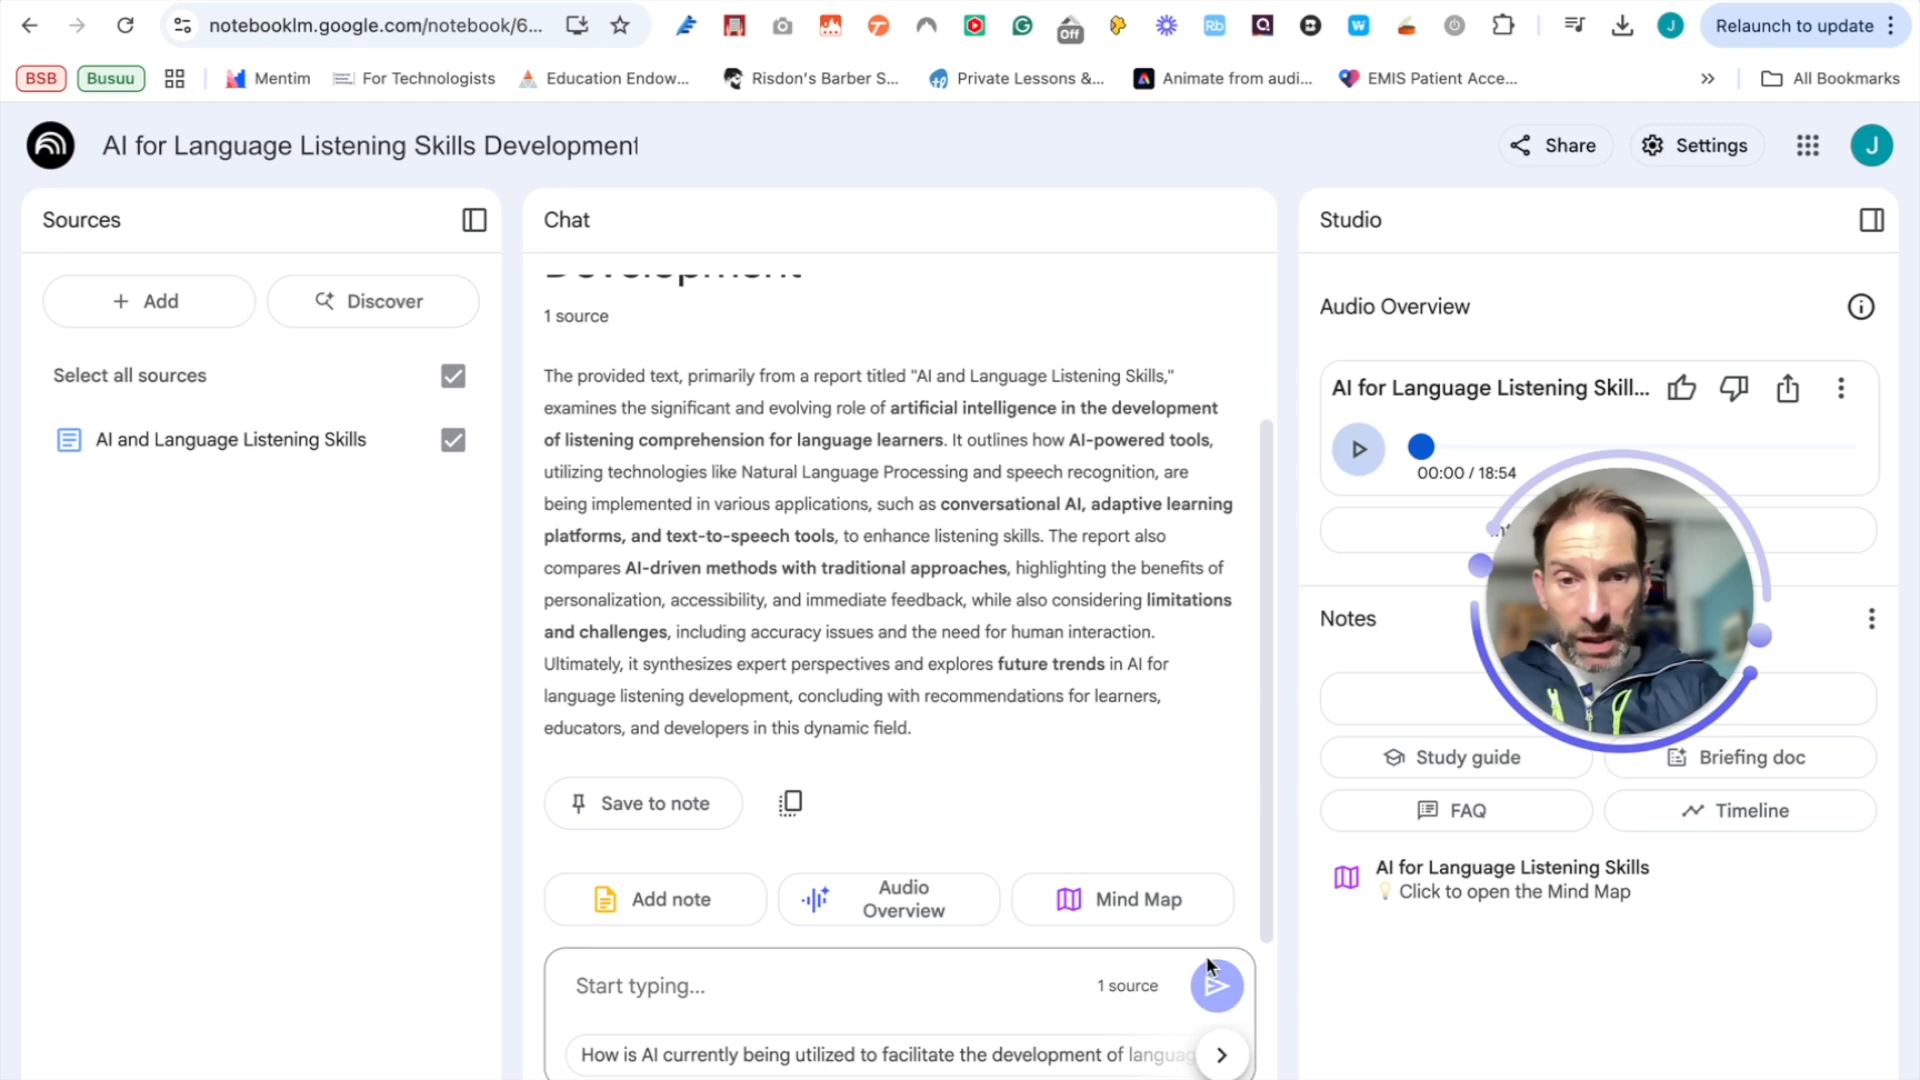 notebooklm.google.com/notebook/6...
Off
Rb
W
J
Relaunch to update
BSB
Busuu
Mentim
For Technologists
Education Endow...
Risdon's Barber S...
Private Lessons &...
Animate from audi...
EMIS Patient Acce...
All Bookmarks
AI for Language Listening Skills Development
Share
Settings
J
Sources
Add
Discover
Select all sources
AI and Language Listening Skills
Chat
Development
1 source
The provided text, primarily from a report titled "AI and Language Listening Skills,"
examines the significant and evolving role of artificial intelligence in the development
of listening comprehension for language learners. It outlines how AI-powered tools,
utilizing technologies like Natural Language Processing and speech recognition, are
being implemented in various applications, such as conversational AI, adaptive learning
platforms, and text-to-speech tools, to enhance listening skills. The report also
compares AI-driven methods with traditional approaches, highlighting the benefits of
personalization, accessibility, and immediate feedback, while also considering limitations
and challenges, including accuracy issues and the need for human interaction.
Ultimately, it synthesizes expert perspectives and explores future trends in AI for
language listening development, concluding with recommendations for learners,
educators, and developers in this dynamic field.
Save to note
Add note
Audio
Overview
Mind Map
Start typing...
1 source
How is AI currently being utilized to facilitate the development of languag
Studio
Audio Overview
AI for Language Listening Skill...
00:00 / 18:54
Notes
Study guide
Briefing doc
FAQ
Timeline
AI for Language Listening Skills
Click to open the Mind Map